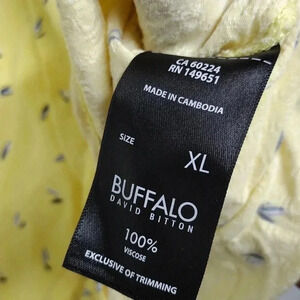 CA 60224
RN 149651
MADE IN CAMBODIA
SIZE XL
BUFFALO
DAVID BITTON
100%
VISCOSE
EXCLUSIVE OF TRIMMING